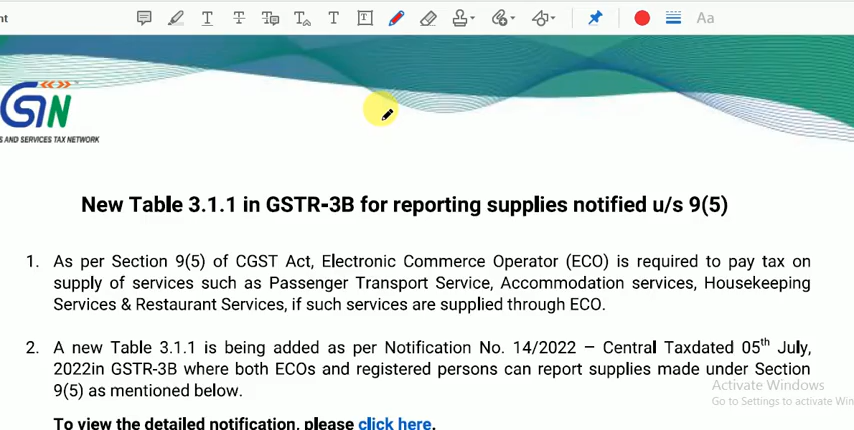 nt
Aa
GSTN
S AND SERVICES TAX NETWORK
New Table 3.1.1 in GSTR-3B for reporting supplies notified u/s 9(5)
1. As per Section 9(5) of CGST Act, Electronic Commerce Operator (ECO) is required to pay tax on
supply of services such as Passenger Transport Service, Accommodation services, Housekeeping
Services & Restaurant Services, if such services are supplied through ECO.
2. A new Table 3.1.1 is being added as per Notification No. 14/2022 – Central Taxdated 05th July,
2022in GSTR-3B where both ECOs and registered persons can report supplies made under Section
9(5) as mentioned below.
Activate Windows
Go to Settings to activate Win
To view the detailed notification, please click here.